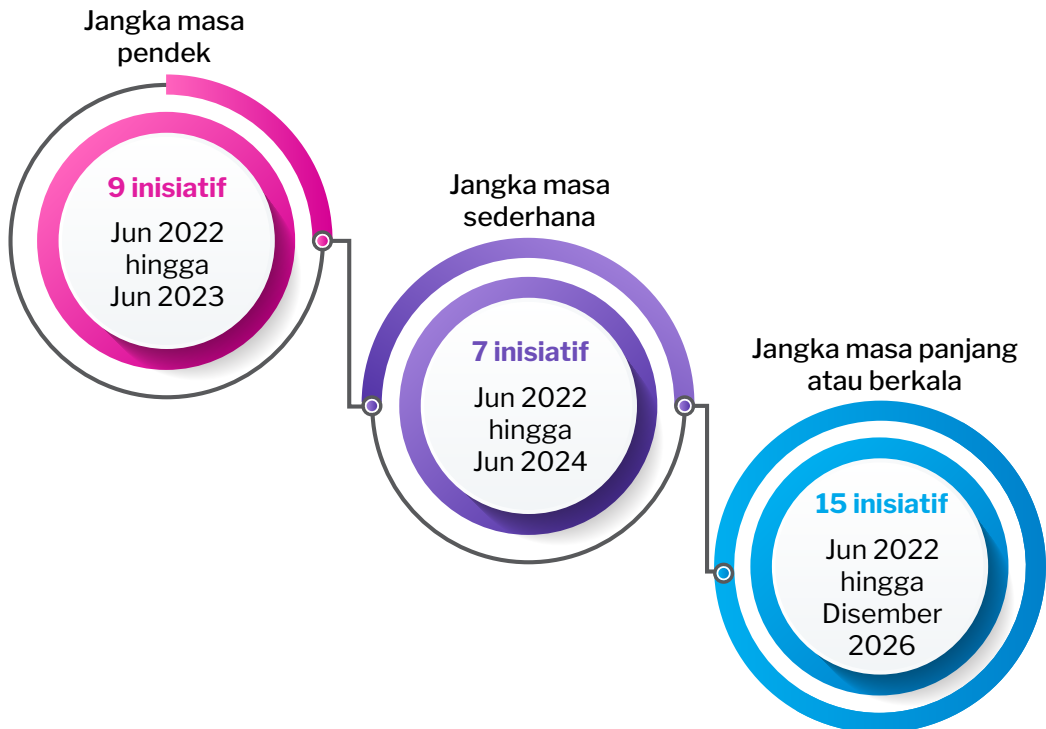 Jangka masa
pendek
9 inisiatif
Jun 2022
hingga
Jun 2023
Jangka masa
sederhana
7 inisiatif
Jun 2022
hingga
Jun 2024
Jangka masa panjang
atau berkala
15 inisiatif
Jun 2022
hingga
Disember
2026